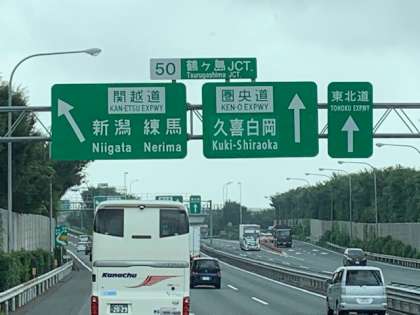 50
鶴ヶ島JCT.
Tsurugashima JCT.
関越道
KAN-ETSU EXPWY
新潟 練馬
Niigata Nerima
圏央道
KEN-O EXPWY
久喜白岡
Kuki-Shiraoka
東北道
TOHOKU EXPWY
Kanachu